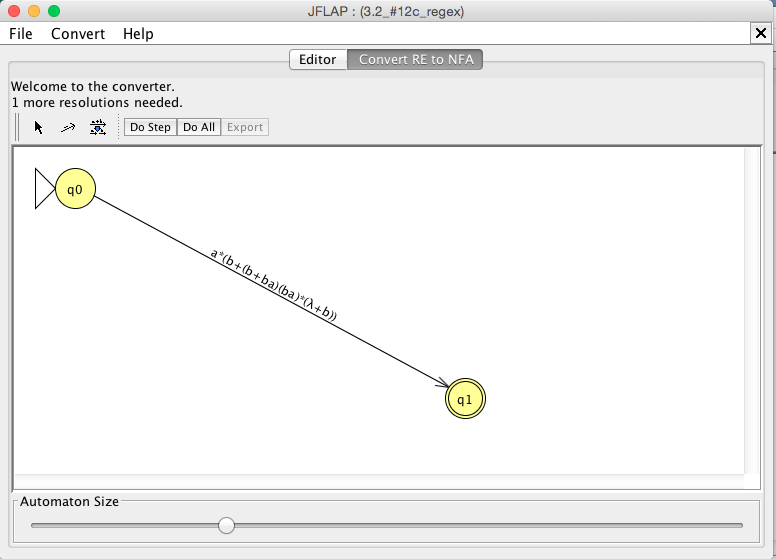 JFLAP : (3.2_#12c_regex)
File Convert Help
Editor Convert RE to NFA
Welcome to the converter.
1 more resolutions needed.
Do Step Do All Export
q0
a*(b+(b+ba)(ba)*(λ+b))
q1
Automaton Size